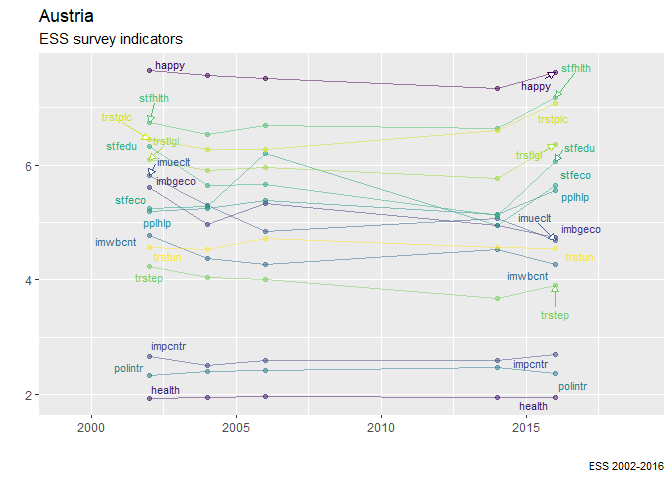 Austria
ESS survey indicators
happy
stfhlth
happy
stfhlth
trstplc
trstplc
stfedu
trstlgl
trstlgl
stfedu
imueclt
stfeco
imbgeco
pplhlp
stfeco
imueclt
pplhlp
imbgeco
imwbcnt
trstun
trstun
imwbcnt
trstep
trstep
impcntr
impcntr
polintr
polintr
health
health
6
4
2
2000
2005
2010
2015
ESS 2002-2016